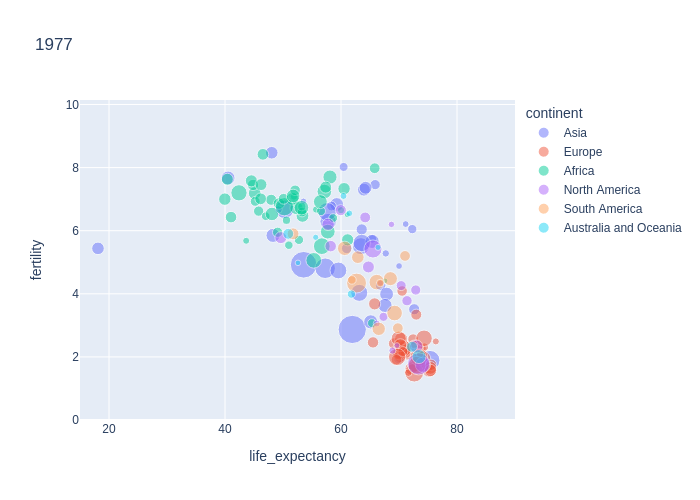 1977
continent
Asia
Europe
Africa
North America
South America
Australia and Oceania
10
8
6
4
2
0
fertility
20
40
60
80
life_expectancy